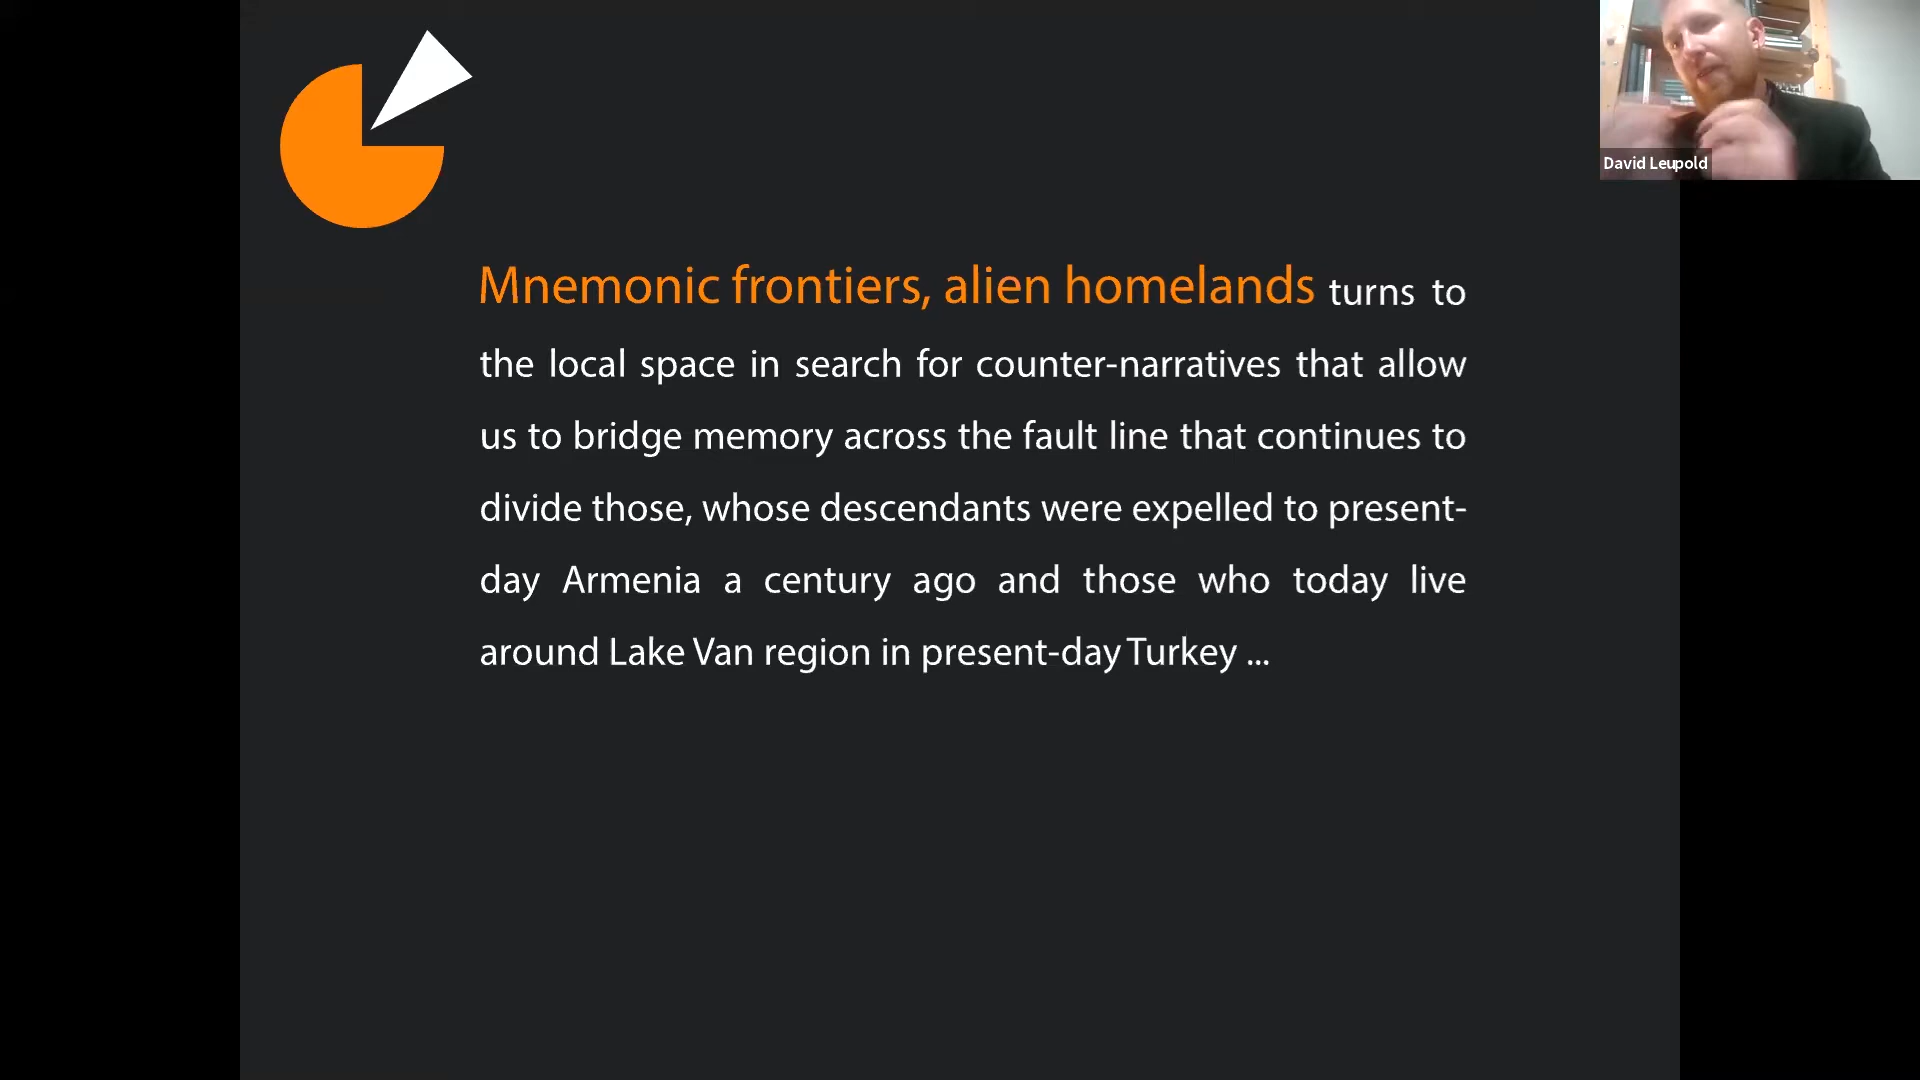 David Leupold
Mnemonic frontiers, alien homelands turns to
the local space in search for counter-narratives that allow
us to bridge memory across the fault line that continues to
divide those, whose descendants were expelled to present-
day Armenia a century ago and those who today live
around Lake Van region in present-day Turkey ...